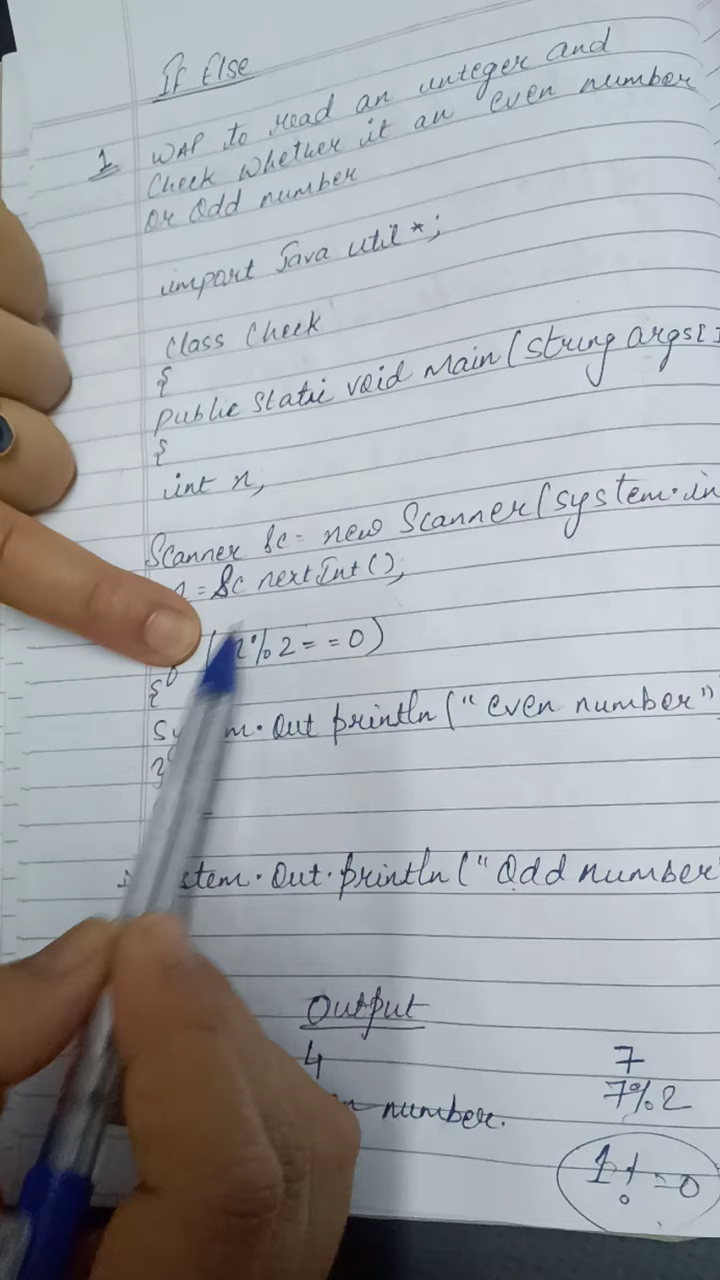 If Else
1 WAP to read an integer and
Check whether it an even number
or Odd number
import Java util *;
class Check
{
public static void Main (string args[]
{
int n,
Scanner Sc = new Scanner (system.in
= Sc nextInt(),
%2 = = 0)
{
m. Out println (" even number"
}
stem. Out. println (" Odd number"
Output
4 7
number. 7%2
1 ! = 0